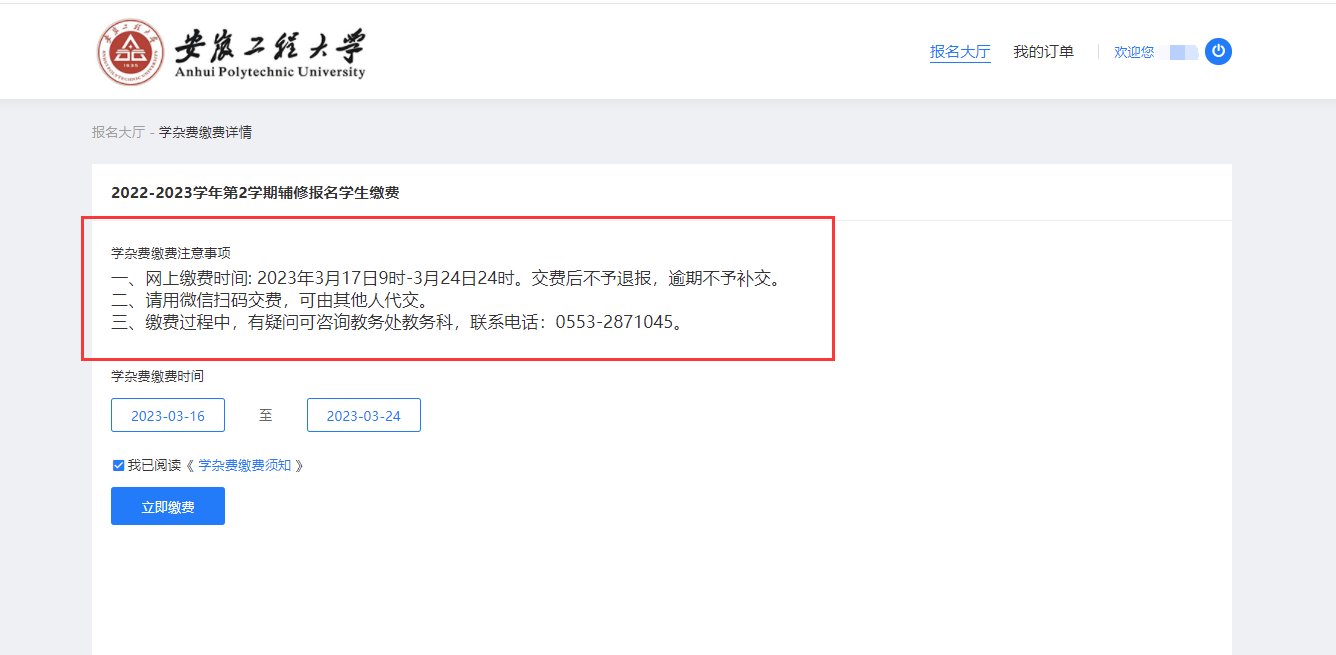 安徽工程大学
Anhui Polytechnic University
报名大厅 我的订单 欢迎您
报名大厅 - 学杂费缴费详情
2022-2023学年第2学期辅修报名学生缴费
学杂费缴费注意事项
一、网上缴费时间: 2023年3月17日9时-3月24日24时。交费后不予退报，逾期不予补交。
二、请用微信扫码交费，可由其他人代交。
三、缴费过程中，有疑问可咨询教务处教务科，联系电话：0553-2871045。
学杂费缴费时间
2023-03-16 至 2023-03-24
我已阅读《 学杂费缴费须知 》
立即缴费